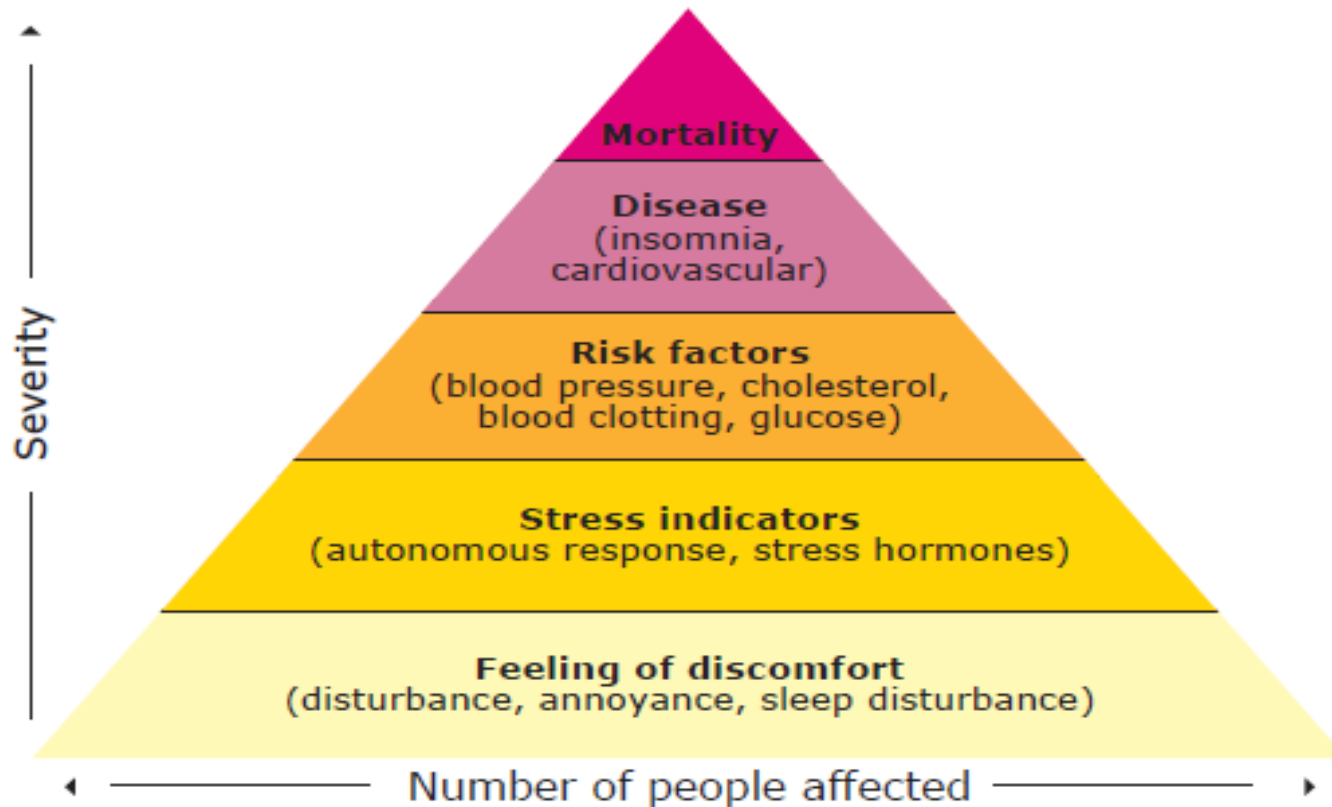 Mortality
Disease
(insomnia,
cardiovascular)
Risk factors
(blood pressure, cholesterol,
blood clotting, glucose)
Stress indicators
(autonomous response, stress hormones)
Feeling of discomfort
(disturbance, annoyance, sleep disturbance)
Severity
Number of people affected